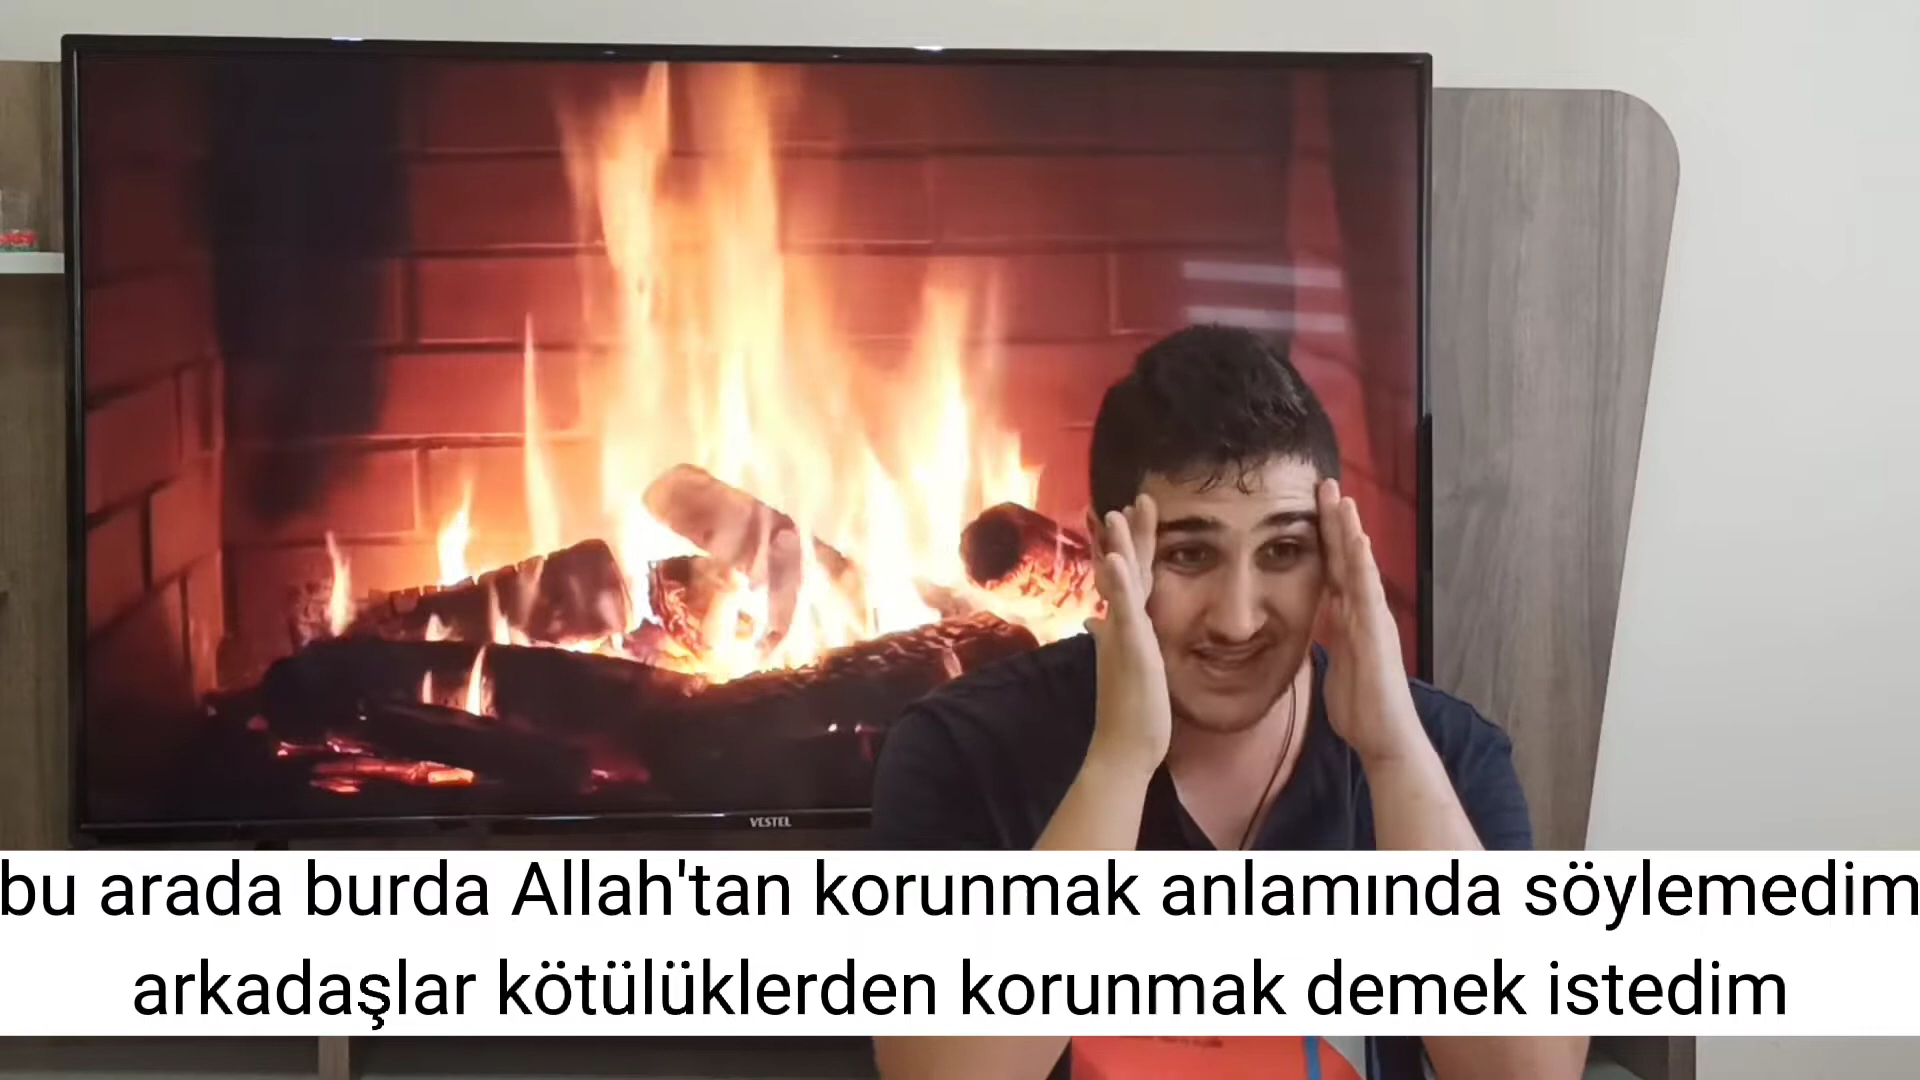 VESTEL
bu arada burda Allah'tan korunmak anlamında söylemedim
arkadaşlar kötülüklerden korunmak demek istedim